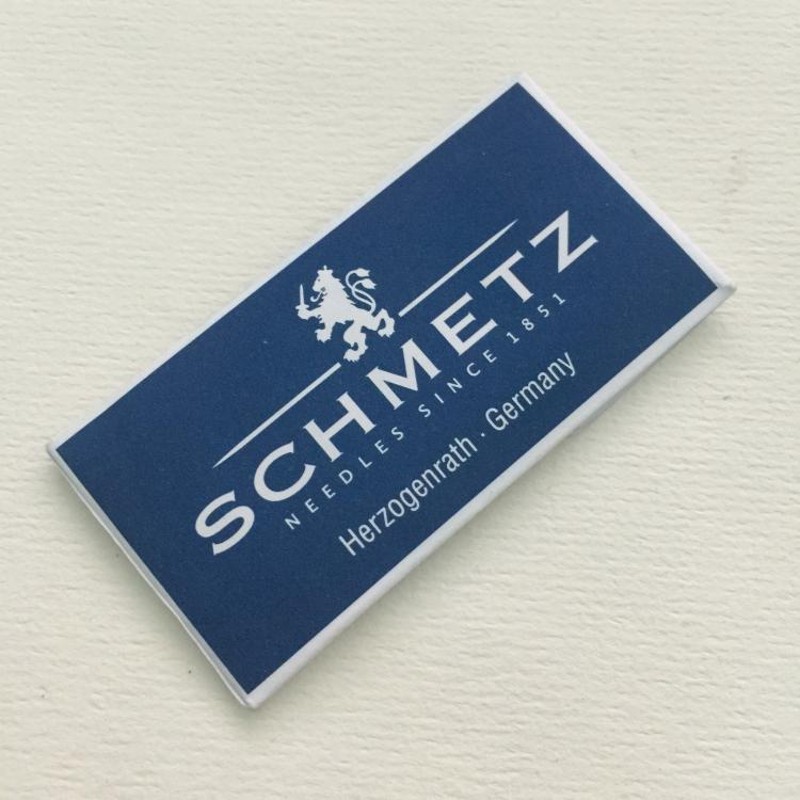 SCHMETZ
NEEDLES SINCE 1851
Herzogenrath · Germany